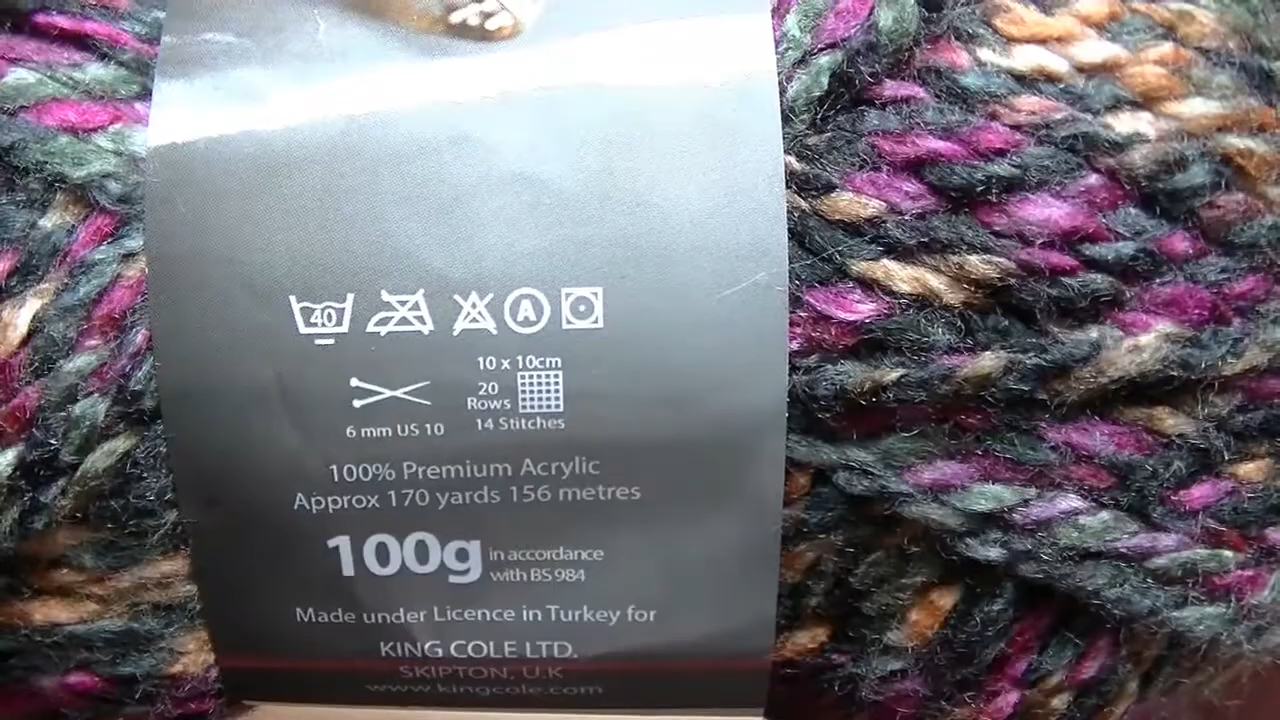 40 A
10 x 10cm
20
Rows
6 mm US 10
14 Stitches
100% Premium Acrylic
Approx 170 yards 156 metres
100g in accordance
with BS 984
Made under Licence in Turkey for
KING COLE LTD.
SKIPTON, U.K
www.kingcole.com